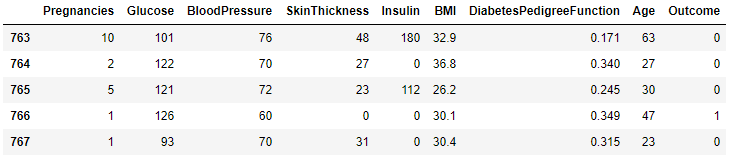 Pregnancies Glucose BloodPressure SkinThickness Insulin BMI DiabetesPedigreeFunction Age Outcome
763 10 101 76 48 180 32.9 0.171 63 0
764 2 122 70 27 0 36.8 0.340 27 0
765 5 121 72 23 112 26.2 0.245 30 0
766 1 126 60 0 0 30.1 0.349 47 1
767 1 93 70 31 0 30.4 0.315 23 0